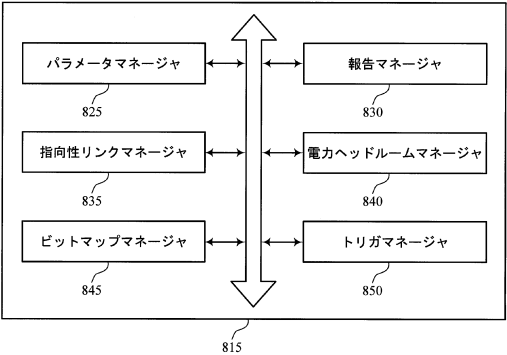 パラメータマネージャ
825
報告マネージャ
830
指向性リンクマネージャ
835
電力ヘッドルームマネージャ
840
ビットマップマネージャ
845
トリガマネージャ
850
815